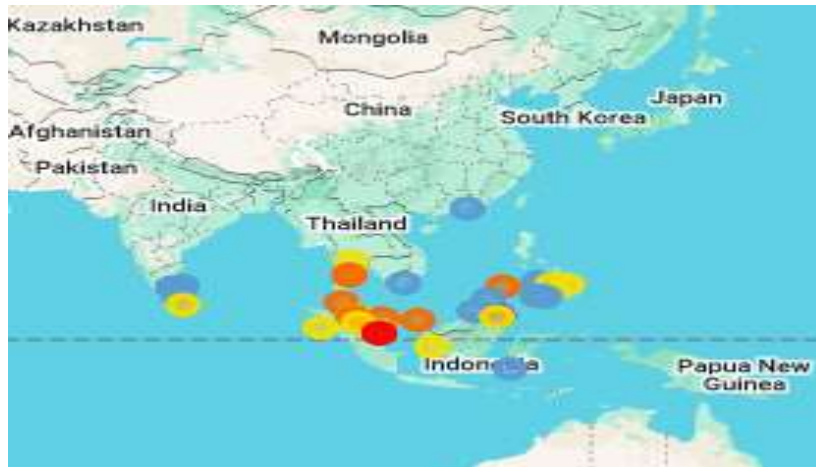 Kazakhstan
Mongolia
China
Japan
South Korea
Afghanistan
Pakistan
India
Thailand
Indonesia
Papua New
Guinea